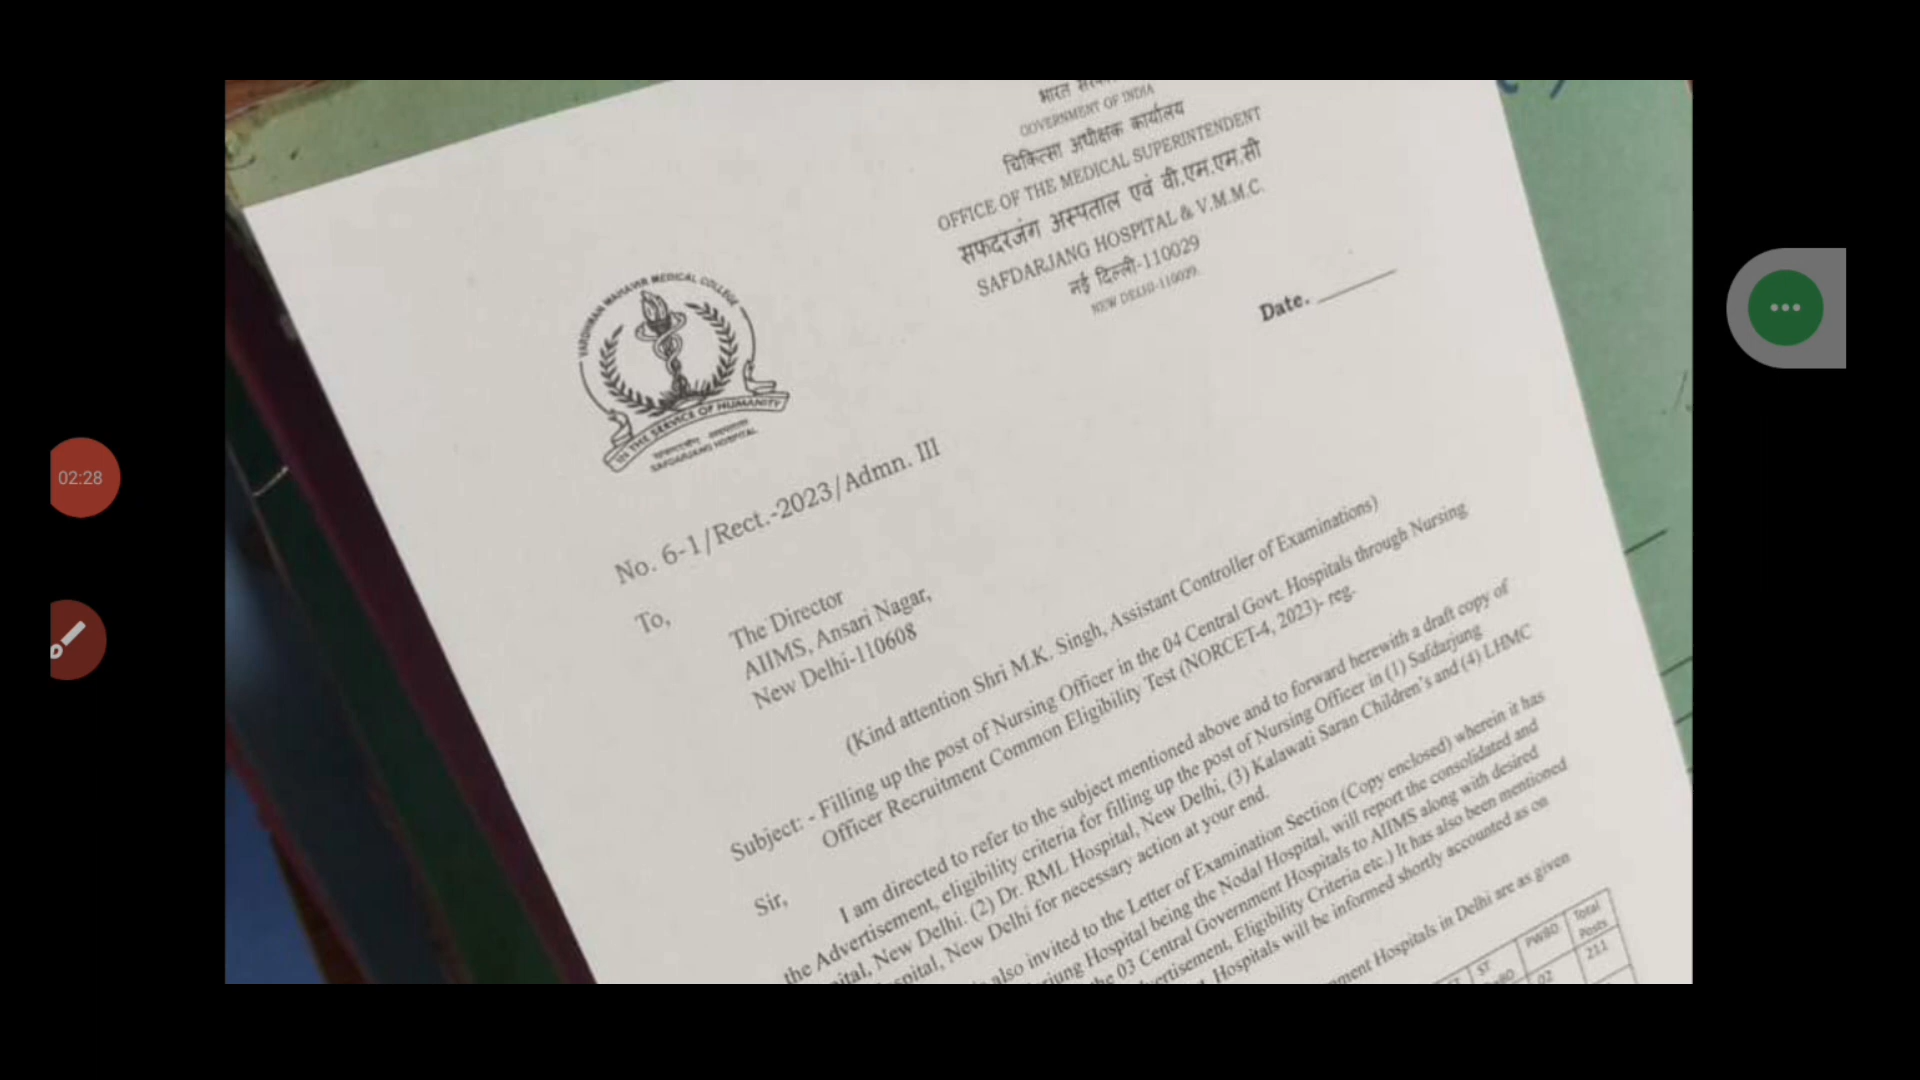 भारत
GOVERNMENT OF INDIA
चिकित्सा अधीक्षक कार्यालय
OFFICE OF THE MEDICAL SUPERINTENDENT
सफदरजंग अस्पताल एवं वी.एम.एम.सी
SAFDARJANG HOSPITAL & V.M.M.C.
नई दिल्ली-110029
NEW DELHI-110029
Date.
VARDHMAN MAHAVIR MEDICAL COLLEGE
IN THE SERVICE OF HUMANITY
SAFDARJANG HOSPITAL
No. 6-1/Rect.-2023/Admn. III
To,
The Director
AIIMS, Ansari Nagar,
New Delhi-110608
(Kind attention Shri M.K. Singh, Assistant Controller of Examinations)
Subject: - Filling up the post of Nursing Officer in the 04 Central Govt. Hospitals through Nursing
Officer Recruitment Common Eligibility Test (NORCET-4, 2023)- reg.
Sir,
I am directed to refer to the subject mentioned above and to forward herewith a draft copy of
the Advertisement, eligibility criteria for filling up the post of Nursing Officer in (1) Safdarjung
New Delhi. (2) Dr. RML Hospital, New Delhi, (3) Kalawati Saran Children's and (4) LHMC
New Delhi for necessary action at your end.
also invited to the Letter of Examination Section (Copy enclosed) wherein it has
Hospital being the Nodal Hospital, will report the consolidated and
the 03 Central Government Hospitals to AIIMS along with desired
Eligibility Criteria etc.) It has also been mentioned
Hospitals will be informed shortly accounted as on
Hospitals in Delhi are as given
ST PWBD Total Posts
02 211
02:28